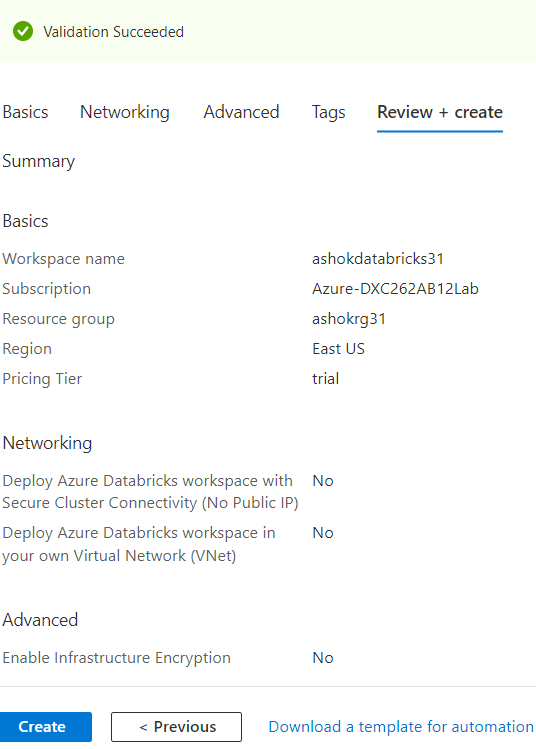 Validation Succeeded
Basics Networking Advanced Tags Review + create
Summary
Basics
Workspace name ashokdatabricks31
Subscription Azure-DXC262AB12Lab
Resource group ashokrg31
Region East US
Pricing Tier trial
Networking
Deploy Azure Databricks workspace with No
Secure Cluster Connectivity (No Public IP)
Deploy Azure Databricks workspace in No
your own Virtual Network (VNet)
Advanced
Enable Infrastructure Encryption No
Create < Previous Download a template for automation